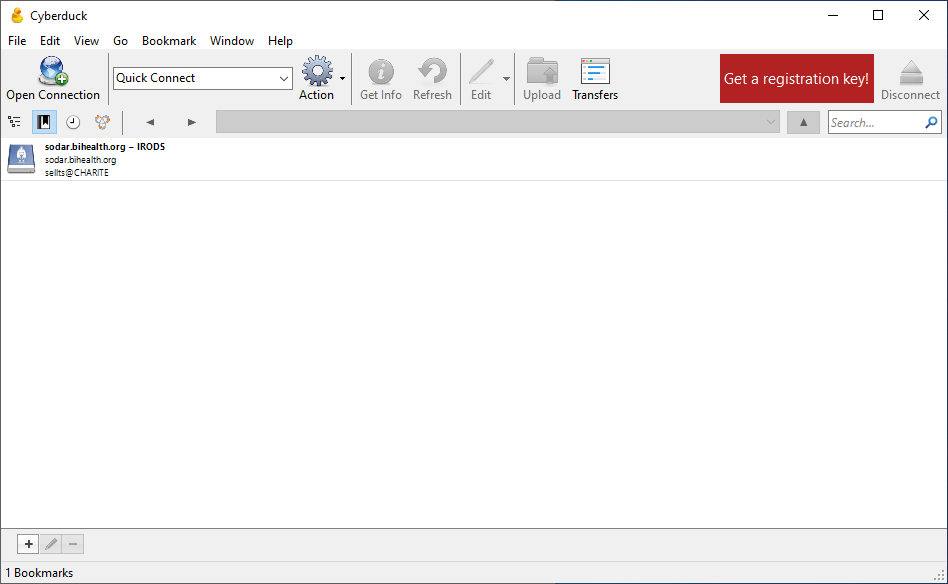 Cyberduck
File Edit View Go Bookmark Window Help
Open Connection
Quick Connect
Action
Get Info
Refresh
Edit
Upload
Transfers
Get a registration key!
Disconnect
Search...
sodar.bihealth.org – iRODS
sodar.bihealth.org
sellts@CHARITE
1 Bookmarks